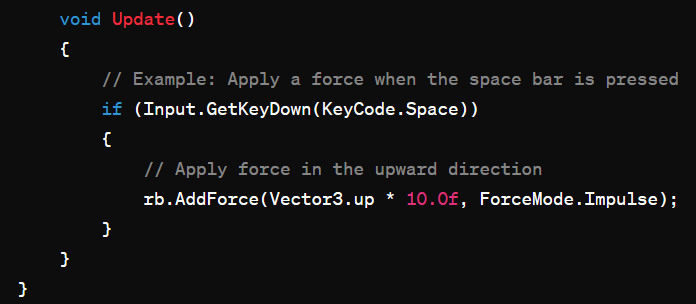 void Update()
{
// Example: Apply a force when the space bar is pressed
if (Input.GetKeyDown(KeyCode.Space))
{
// Apply force in the upward direction
rb.AddForce(Vector3.up * 10.0f, ForceMode.Impulse);
}
}
}